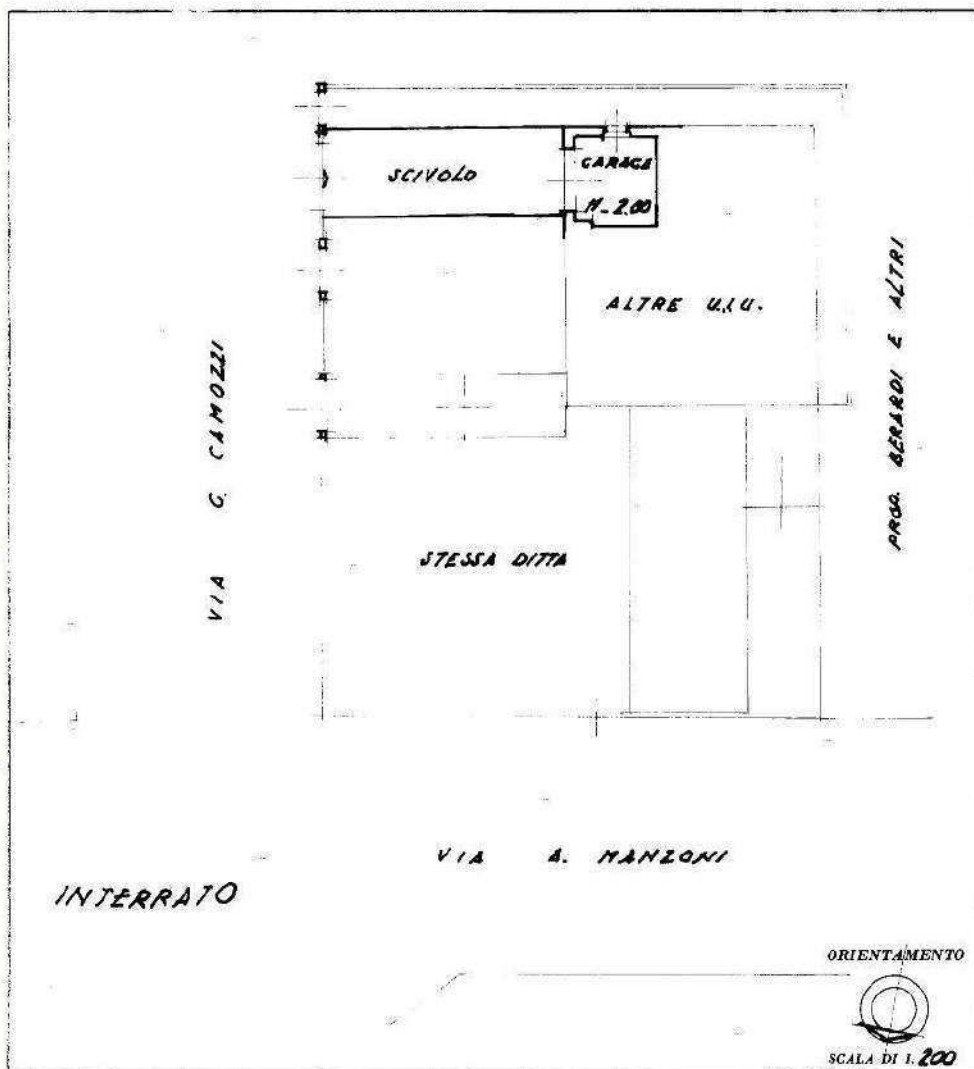 SCIVOLO
GARAGE
H=2.00
ALTRE U.I.U.
VIA G. CAMOZZI
PROP. BERARDI E ALTRI
STESSA DITTA
VIA A. MANZONI
INTERRATO
ORIENTAMENTO
SCALA DI 1. 200